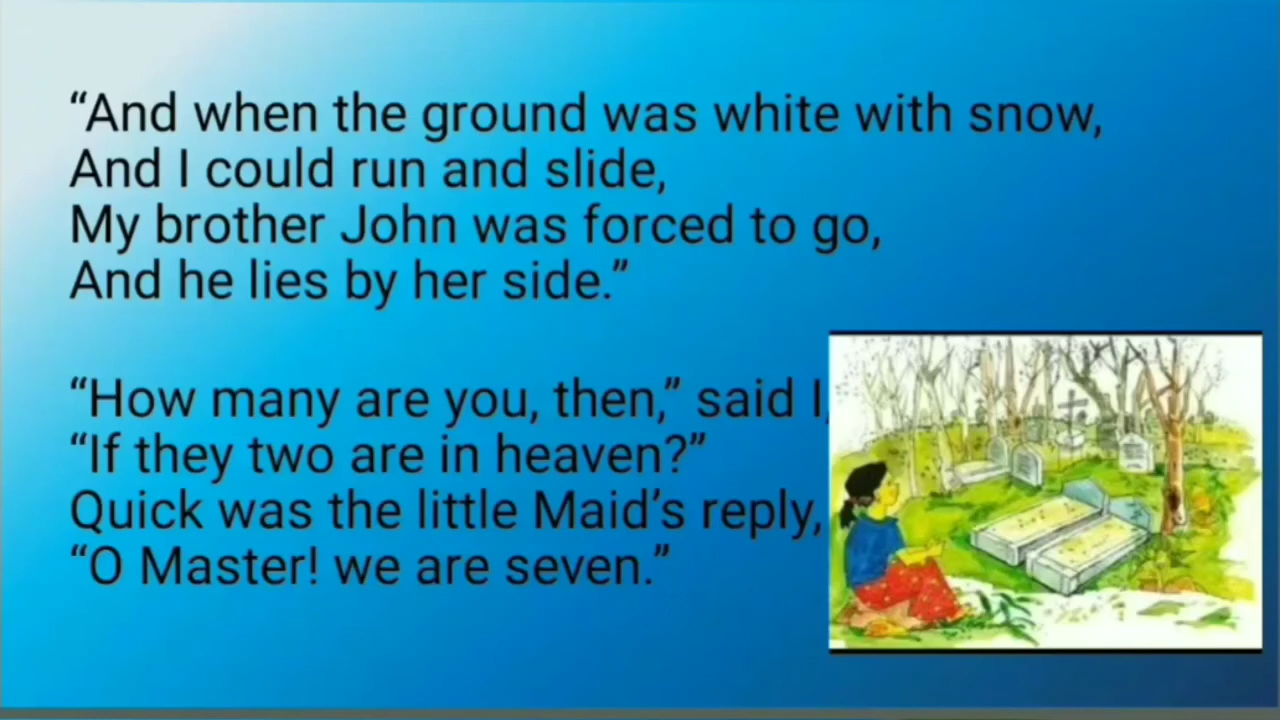 “And when the ground was white with snow,
And I could run and slide,
My brother John was forced to go,
And he lies by her side.”
“How many are you, then,” said I,
“If they two are in heaven?”
Quick was the little Maid’s reply,
“O Master! we are seven.”